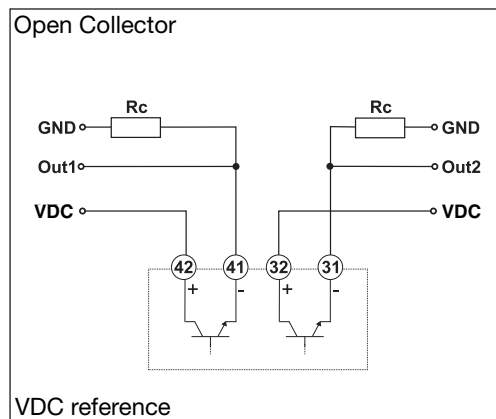 Open Collector
Rc Rc
GND GND
Out1 Out2
VDC VDC
42 41 32 31
+ - + -
VDC reference